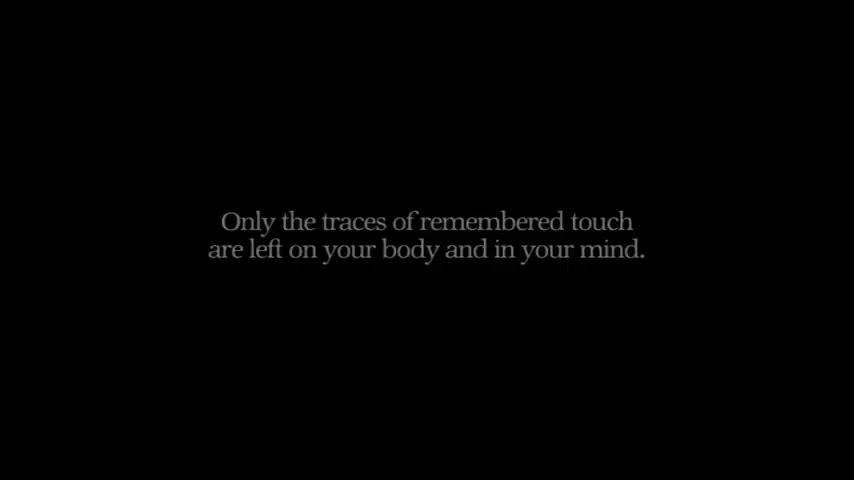 Only the traces of remembered touch
are left on your body and in your mind.